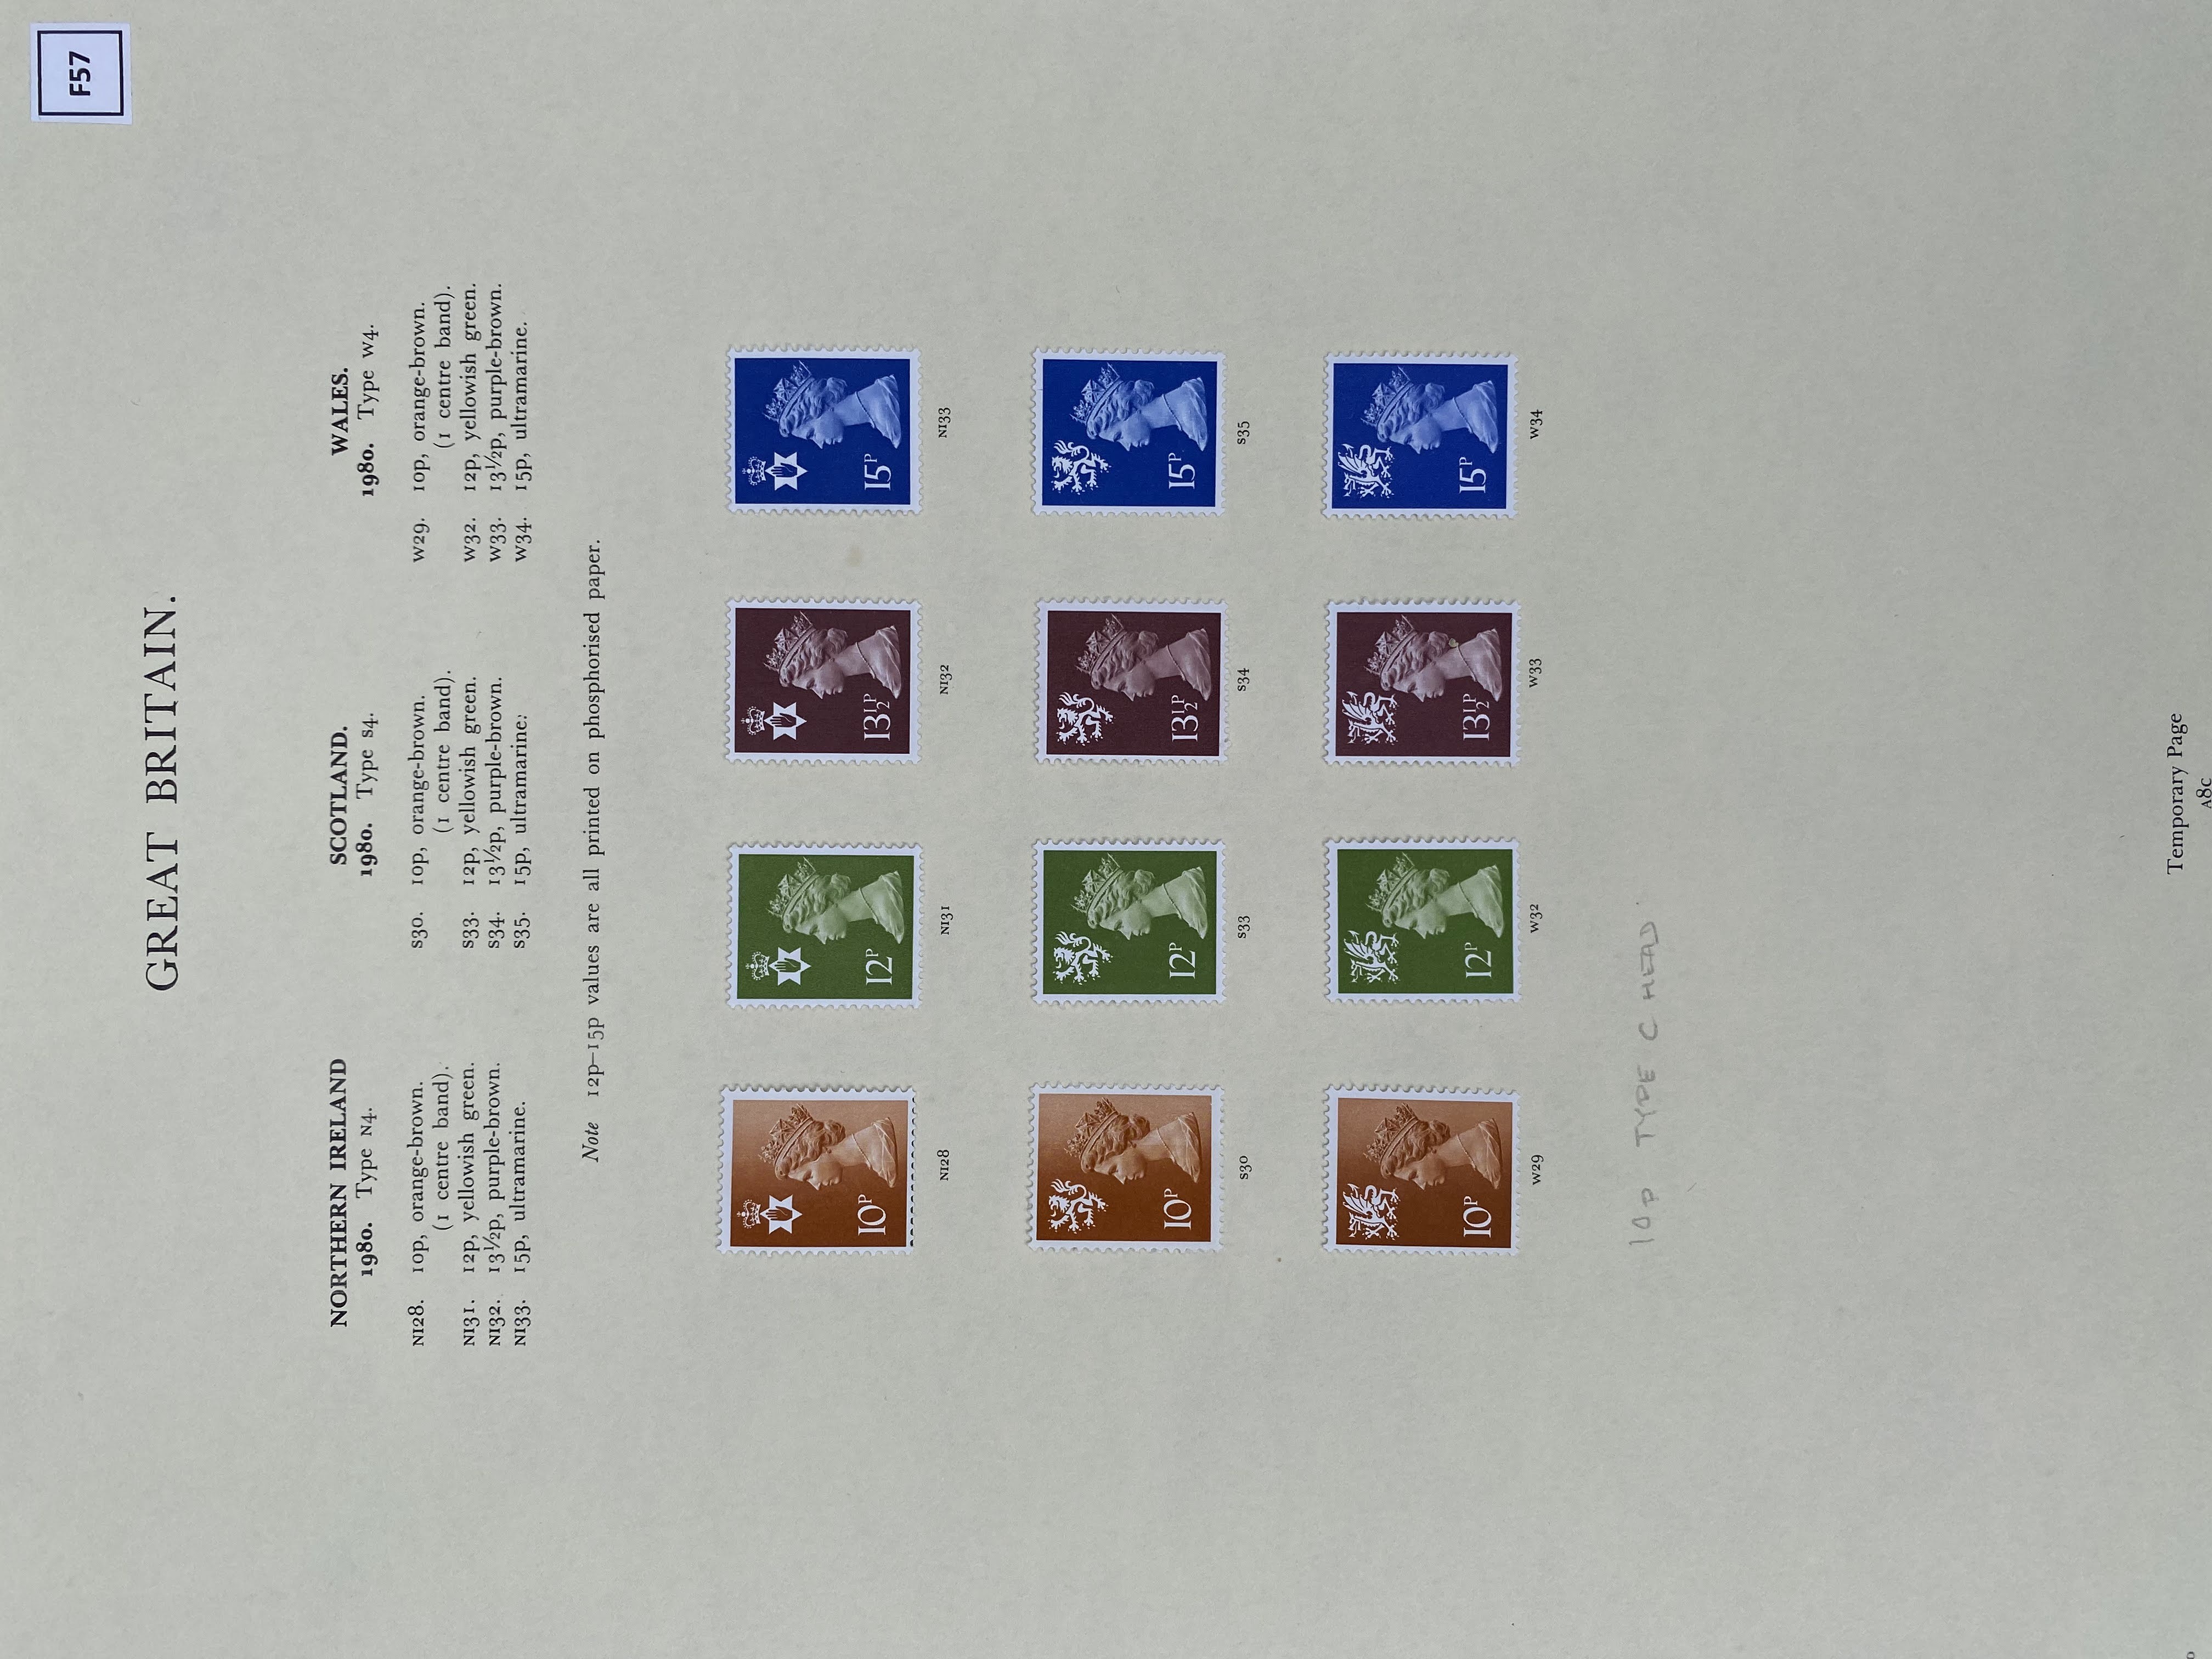 F57
GREAT BRITAIN.
NORTHERN IRELAND
1980. Type N4.
NI28. 10p, orange-brown.
(1 centre band).
NI31. 12p, yellowish green.
NI32. 13½p, purple-brown.
NI33. 15p, ultramarine.
SCOTLAND.
1980. Type S4.
S30. 10p, orange-brown.
(1 centre band).
S33. 12p, yellowish green.
S34. 13½p, purple-brown.
S35. 15p, ultramarine.
WALES.
1980. Type W4.
W29. 10p, orange-brown.
(1 centre band).
W32. 12p, yellowish green.
W33. 13½p, purple-brown.
W34. 15p, ultramarine.
Note 12p–15p values are all printed on phosphorised paper.
10P 12P 13½P 15P
NI28 NI31 NI32 NI33
10P 12P 13½P 15P
S30 S33 S34 S35
10P 12P 13½P 15P
W29 W32 W33 W34
10p TYPE C HEAD
Temporary Page
A8C